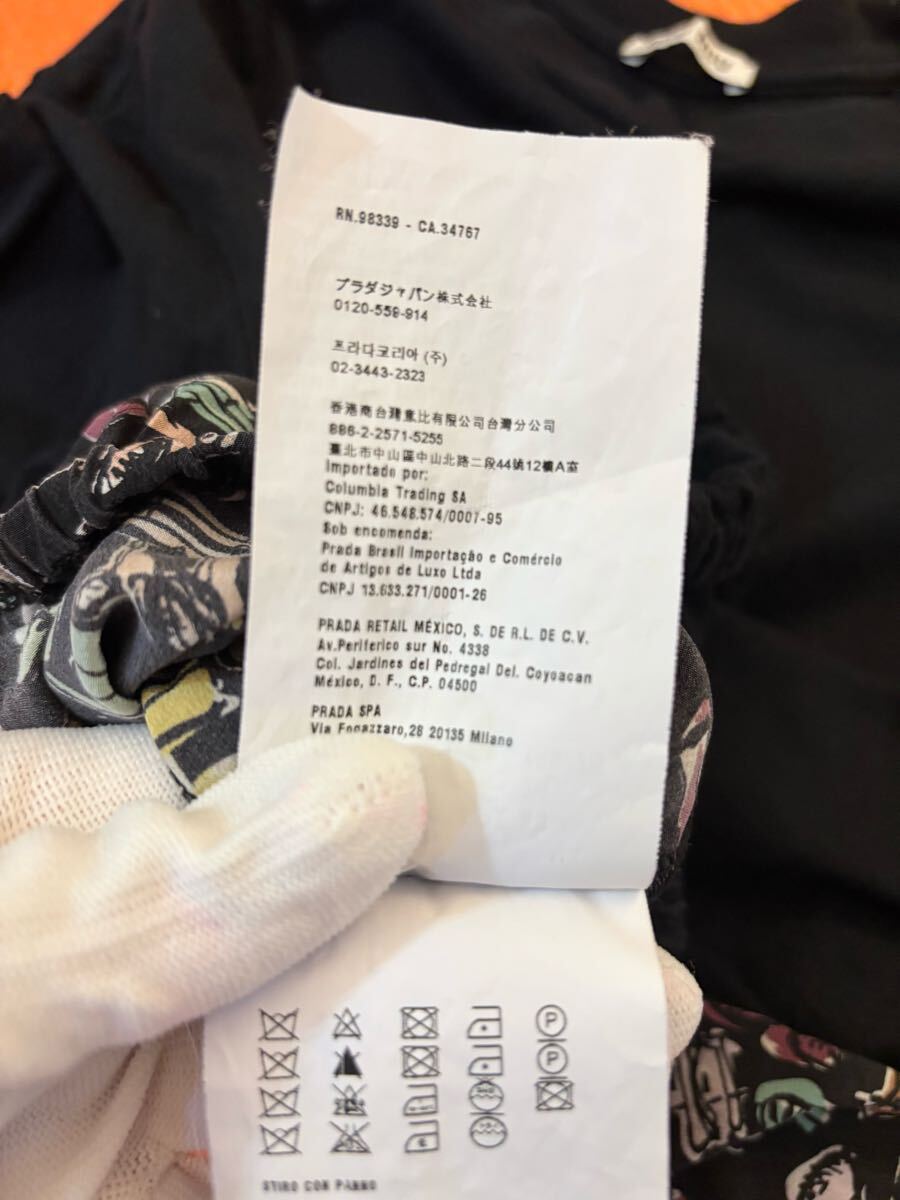 RN.98339 - CA.34767
プラダジャパン株式会社
0120-559-914
프라다코리아 (주)
02-3443-2323
香港商台灣意比有限公司台灣分公司
886-2-2571-5255
臺北市中山區中山北路二段44號12樓A室
Importado por:
Columbia Trading SA
CNPJ: 46.548.574/0007-95
Sob encomenda:
Prada Brasil Importação e Comércio
de Artigos de Luxo Ltda
CNPJ 13.633.271/0001-26
PRADA RETAIL MÉXICO, S. DE R.L. DE C.V.
Av.Periferico sur No. 4338
Col. Jardines del Pedregal Del. Coyoacan
México, D. F., C.P. 04500
PRADA SPA
Via Fogazzaro,28 20135 Milano
P
P
STIRO CON PANNO